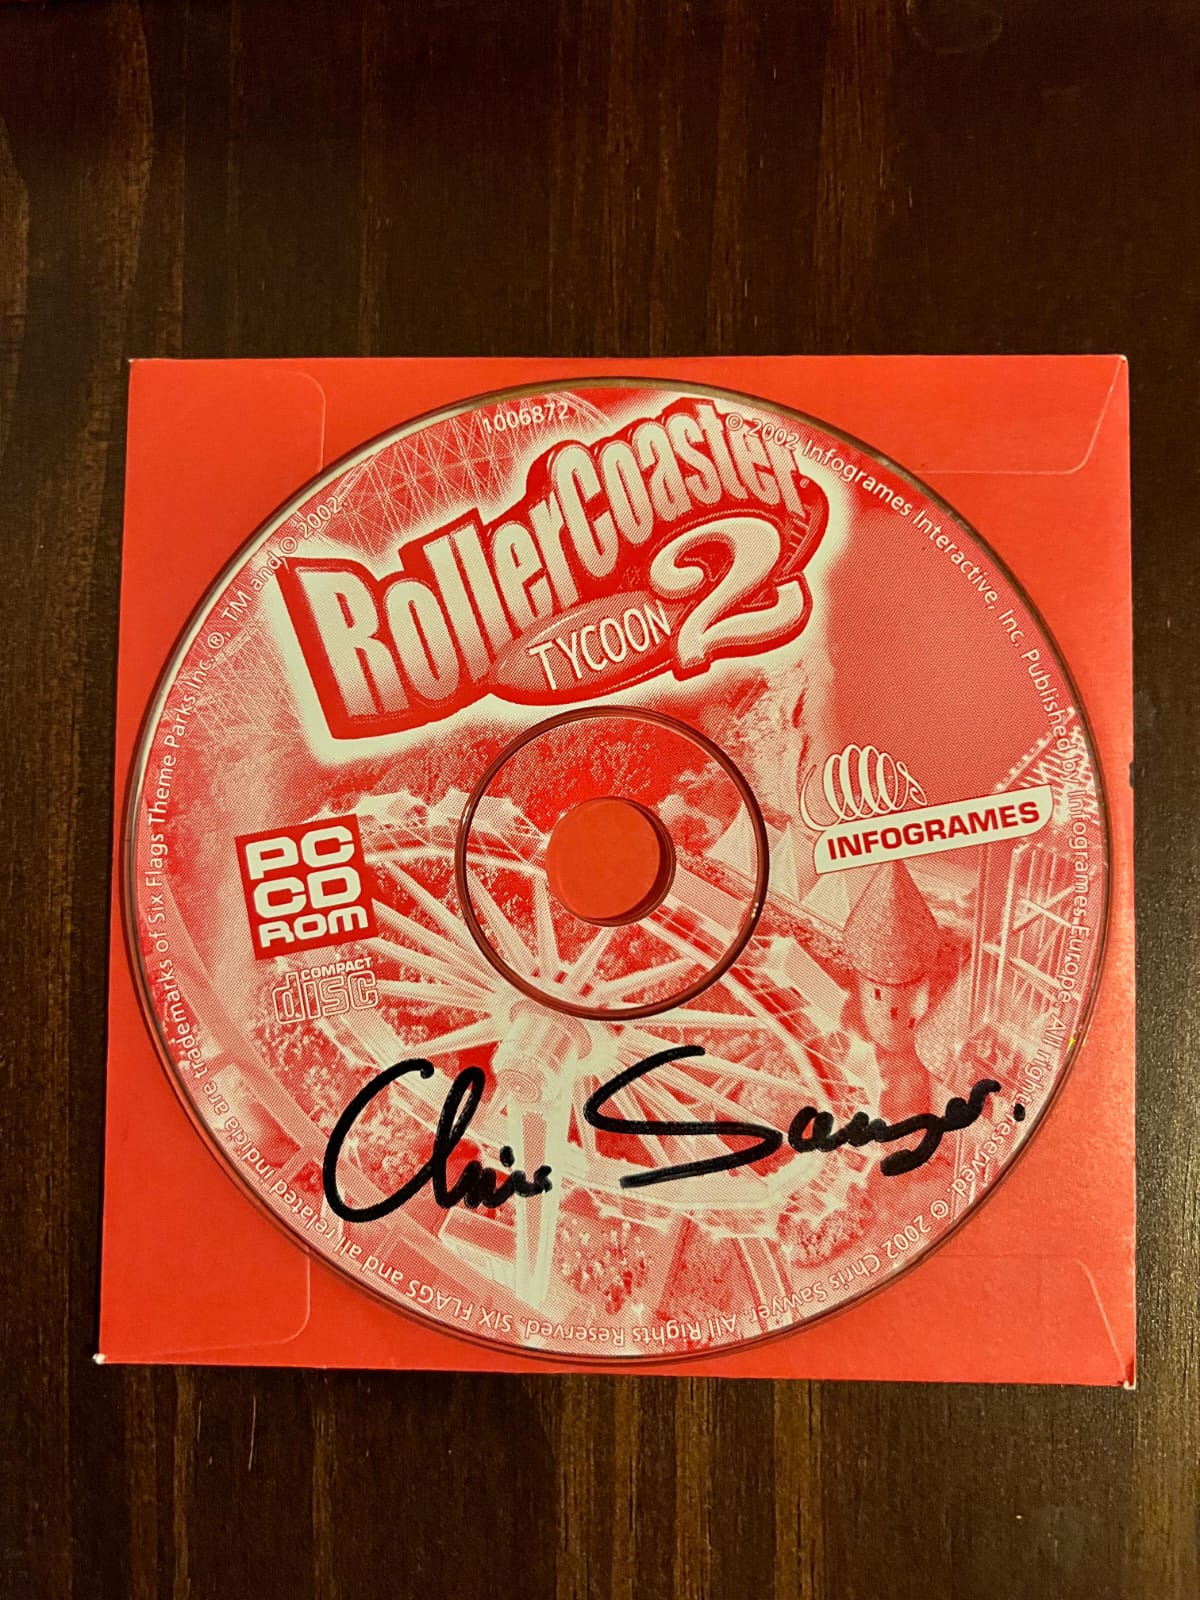 1006872
RollerCoaster
TYCOON 2
PC
CD
ROM
COMPACT
disc
INFOGRAMES
Chris Sawyer.
© 2002 Infogrames Interactive, Inc. Published by Infogrames Europe. All rights reserved. © 2002 Chris Sawyer. All Rights Reserved. SIX FLAGS and all related indicia are trademarks of Six Flags Theme Parks Inc. ®, TM and © 2002.